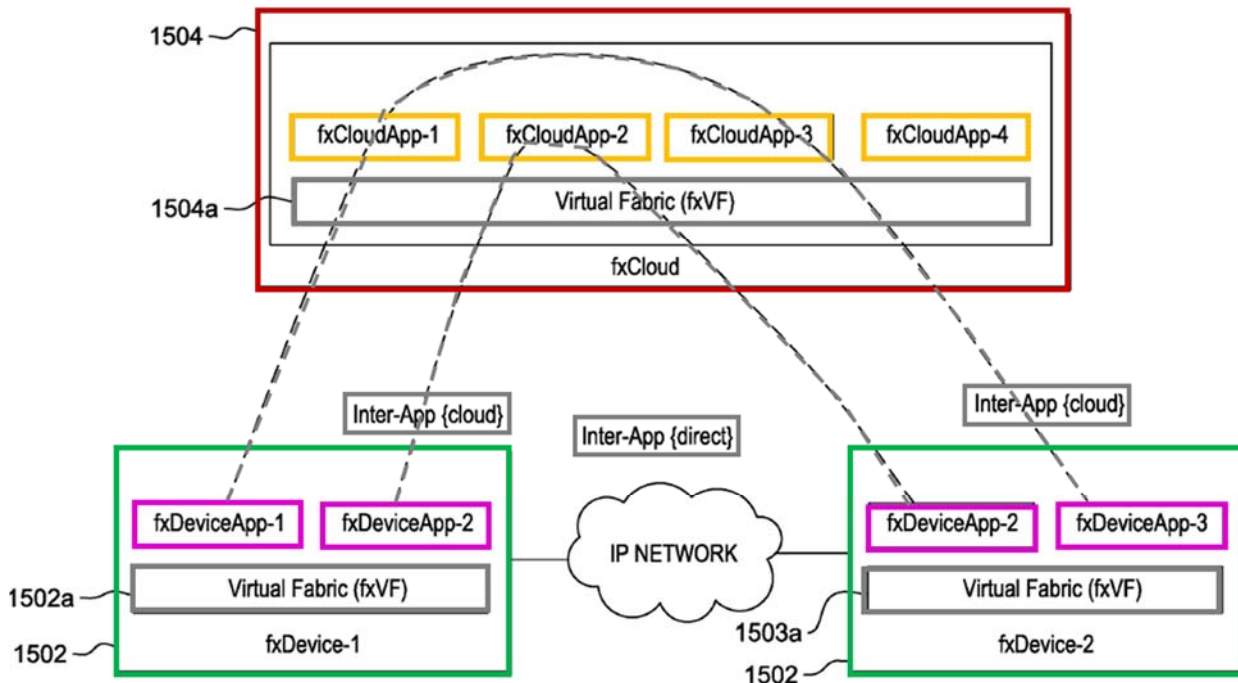 1504
fxCloudApp-1
fxCloudApp-2
fxCloudApp-3
fxCloudApp-4
1504a
Virtual Fabric (fxVF)
fxCloud
Inter-App {cloud}
Inter-App {direct}
Inter-App {cloud}
fxDeviceApp-1
fxDeviceApp-2
IP NETWORK
fxDeviceApp-2
fxDeviceApp-3
1502a
Virtual Fabric (fxVF)
Virtual Fabric (fxVF)
1503a
1502
fxDevice-1
fxDevice-2
1502